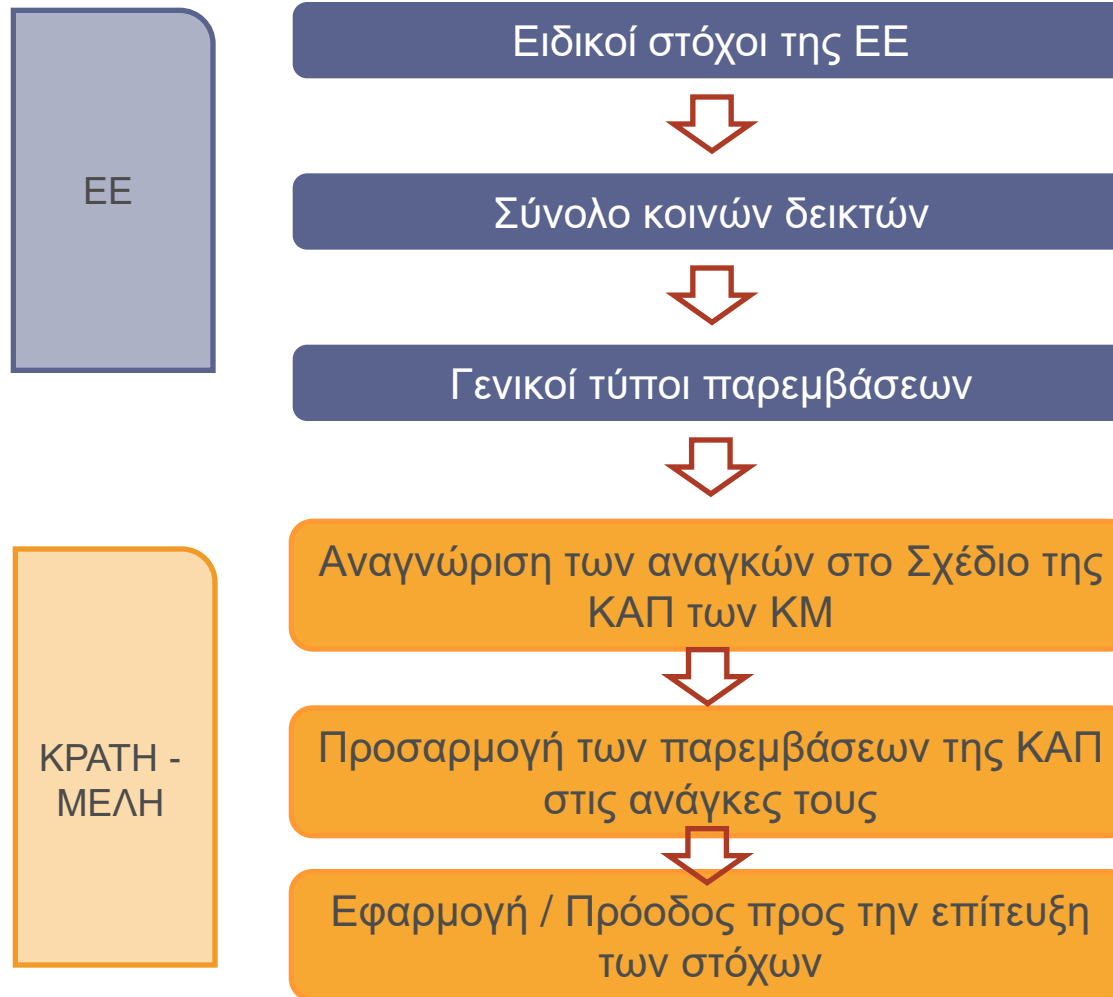 ΕΕ
Ειδικοί στόχοι της ΕΕ
Σύνολο κοινών δεικτών
Γενικοί τύποι παρεμβάσεων
ΚΡΑΤΗ -
ΜΕΛΗ
Αναγνώριση των αναγκών στο Σχέδιο της
ΚΑΠ των ΚΜ
Προσαρμογή των παρεμβάσεων της ΚΑΠ
στις ανάγκες τους
Εφαρμογή / Πρόοδος προς την επίτευξη
των στόχων